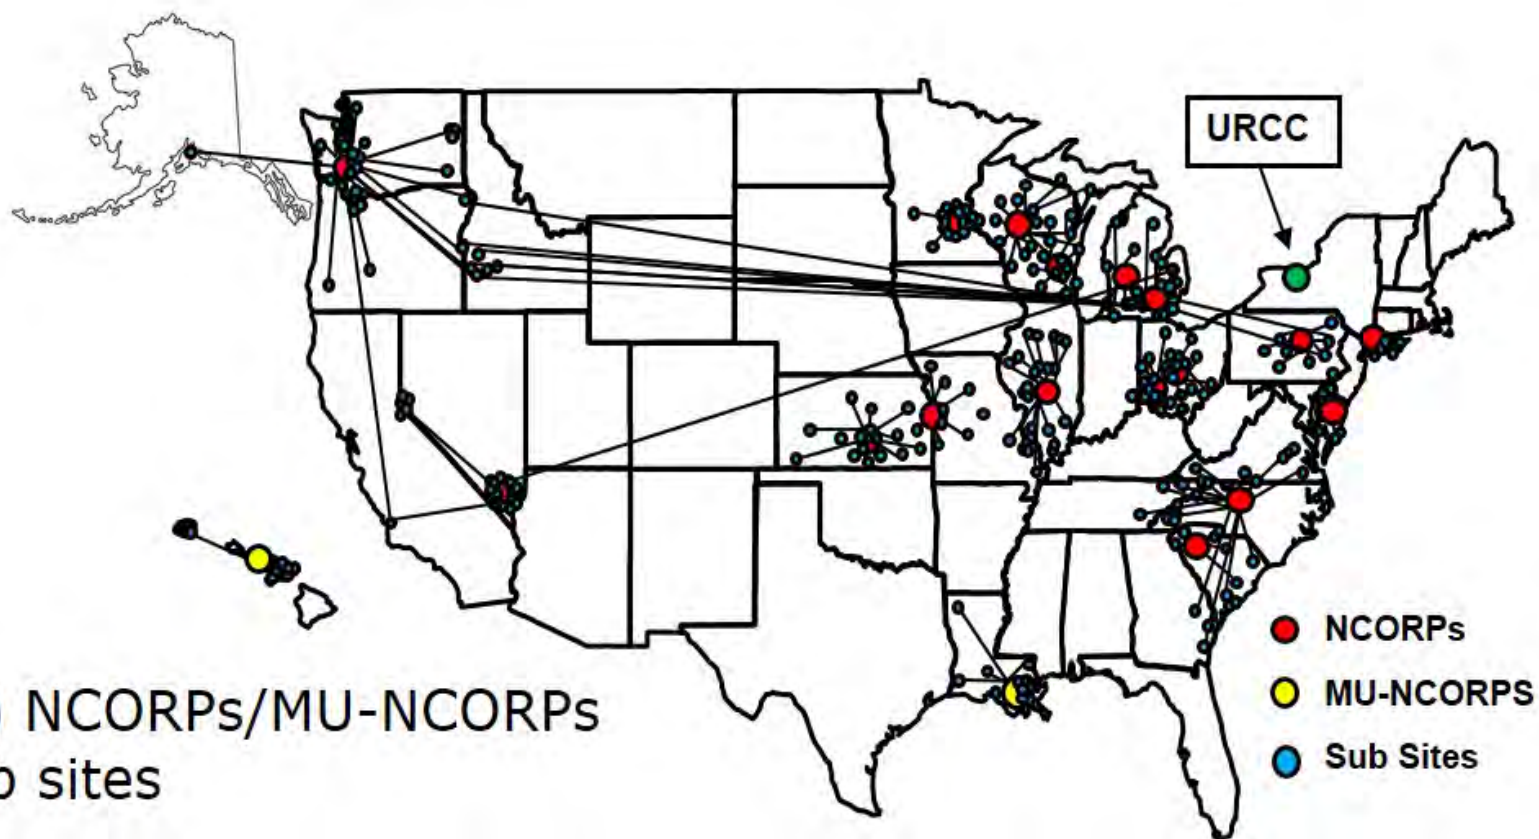 URCC
NCORPs
MU-NCORPS
Sub Sites
NCORPs/MU-NCORPs
sites